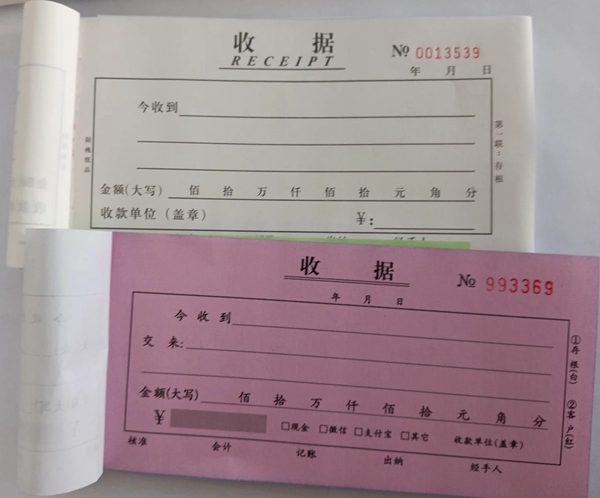 收 据
RECEIPT
№ 0013539
年 月 日
今收到
金额(大写) 佰 拾 万 仟 佰 拾 元 角 分
收款单位(盖章) ¥:
第一联:存根
收 据
№ 993369
年 月 日
今 收 到
交 来:
金额(大写) 佰 拾 万 仟 佰 拾 元 角 分
¥ □现金 □微信 □支付宝 □其它 收款单位(盖章)
核准 会计 记账 出纳 经手人
①存根(白) ②客户(红)